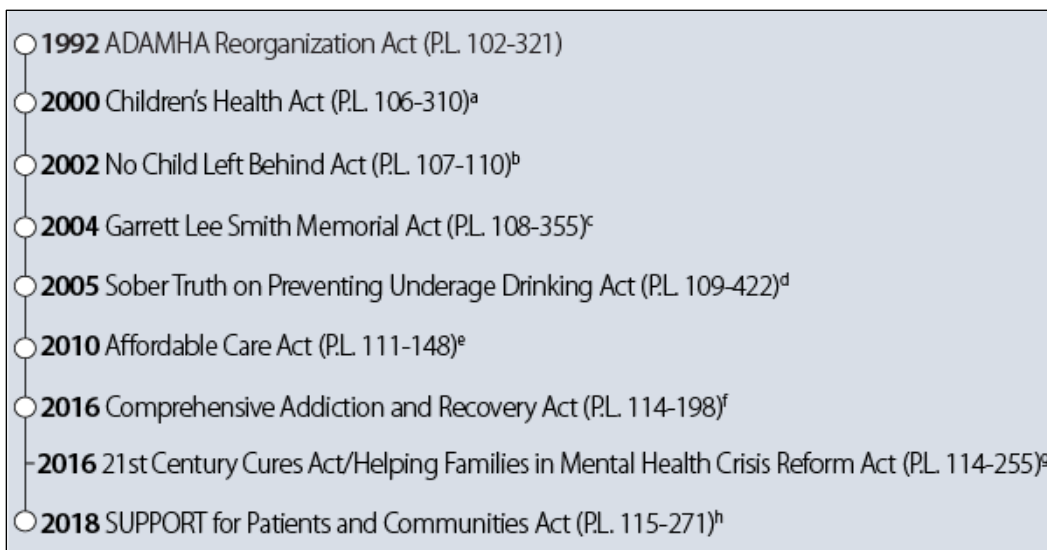 1992 ADAMHA Reorganization Act (P.L. 102-321)
2000 Children's Health Act (P.L. 106-310)ᵃ
2002 No Child Left Behind Act (P.L. 107-110)ᵇ
2004 Garrett Lee Smith Memorial Act (P.L. 108-355)ᶜ
2005 Sober Truth on Preventing Underage Drinking Act (P.L. 109-422)ᵈ
2010 Affordable Care Act (P.L. 111-148)ᵉ
2016 Comprehensive Addiction and Recovery Act (P.L. 114-198)ᶠ
2016 21st Century Cures Act/Helping Families in Mental Health Crisis Reform Act (P.L. 114-255)ᵍ
2018 SUPPORT for Patients and Communities Act (P.L. 115-271)ʰ